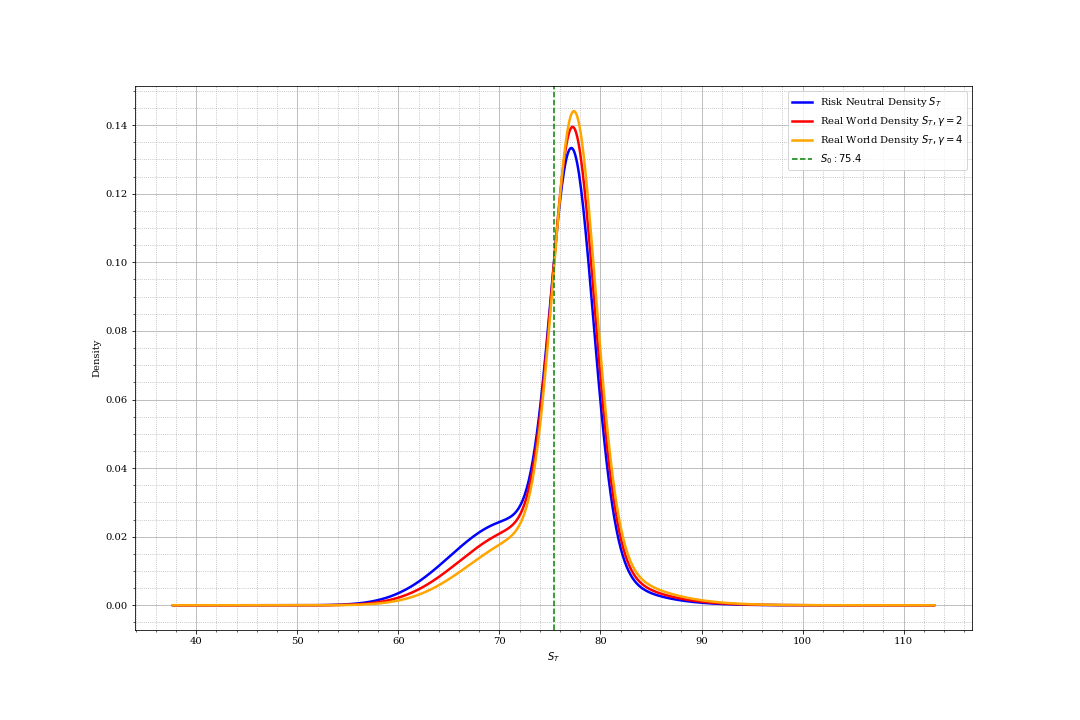 Risk Neutral Density $S_T$
Real World Density $S_T, γ = 2$
Real World Density $S_T, γ = 4$
$S_0 : 75.4$
0.14
0.12
0.10
0.08
0.06
0.04
0.02
0.00
Density
40 50 60 70 80 90 100 110
$S_T$